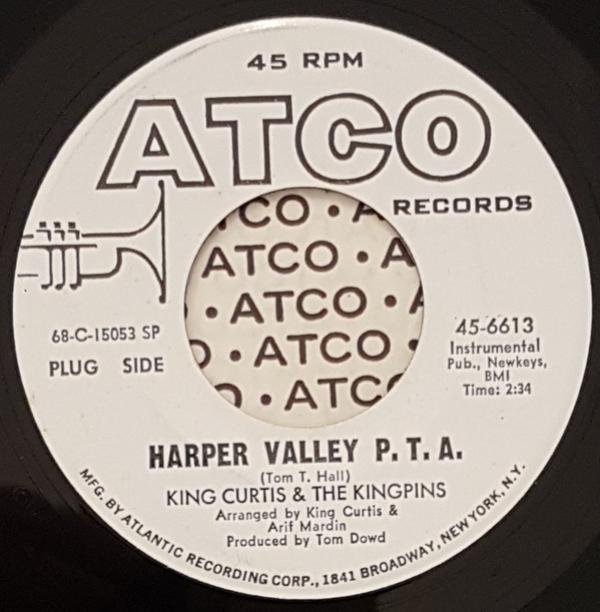 45 RPM
ATCO
RECORDS
CO • A
ATCO • A
• ATCO •
• ATCO •
• ATCO
68-C-15053 SP
PLUG SIDE
45-6613
Instrumental
Pub., Newkeys,
BMI
Time: 2:34
HARPER VALLEY P. T. A.
(Tom T. Hall)
KING CURTIS & THE KINGPINS
Arranged by King Curtis &
Arif Mardin
Produced by Tom Dowd
MFG. BY ATLANTIC RECORDING CORP., 1841 BROADWAY, NEW YORK, N.Y.